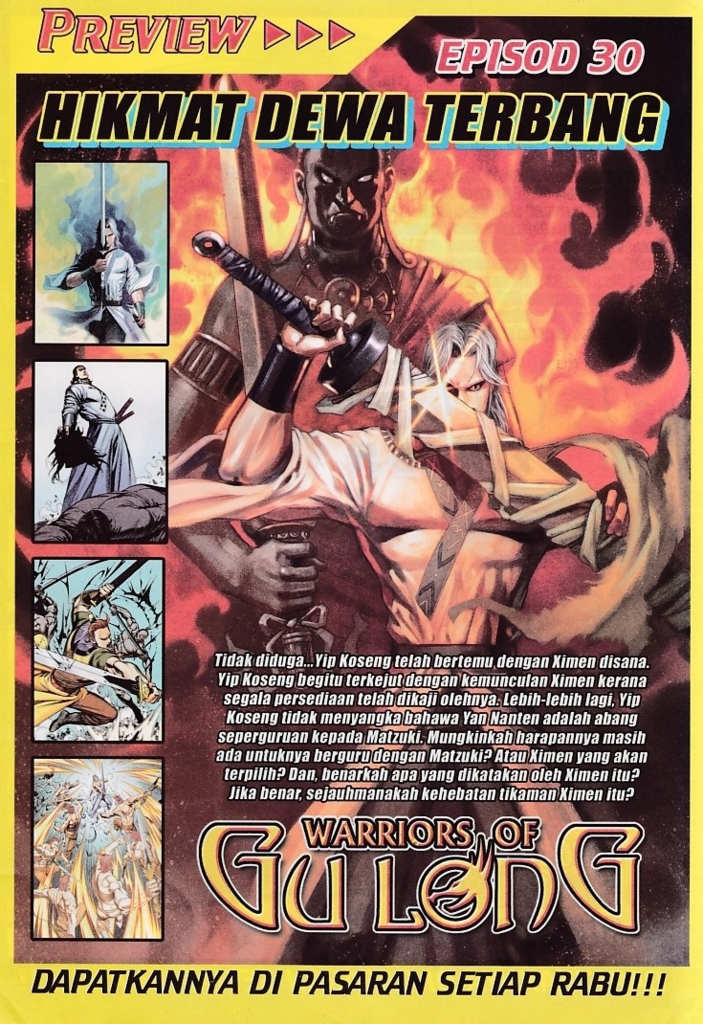 PREVIEW
EPISOD 30
HIKMAT DEWA TERBANG
Tidak diduga...Yip Koseng telah bertemu dengan Ximen disana.
Yip Koseng begitu terkejut dengan kemunculan Ximen kerana
segala persediaan telah dikaji olehnya. Lebih-lebih lagi, Yip
Koseng tidak menyangka bahawa Yan Nanten adalah abang
seperguruan kepada Matzuki. Mungkinkah harapannya masih
ada untuknya berguru dengan Matzuki? Atau Ximen yang akan
terpilih? Dan, benarkah apa yang dikatakan oleh Ximen itu?
Jika benar, sejauhmanakah kehebatan tikaman Ximen itu?
WARRIORS OF
GU LONG
DAPATKANNYA DI PASARAN SETIAP RABU!!!